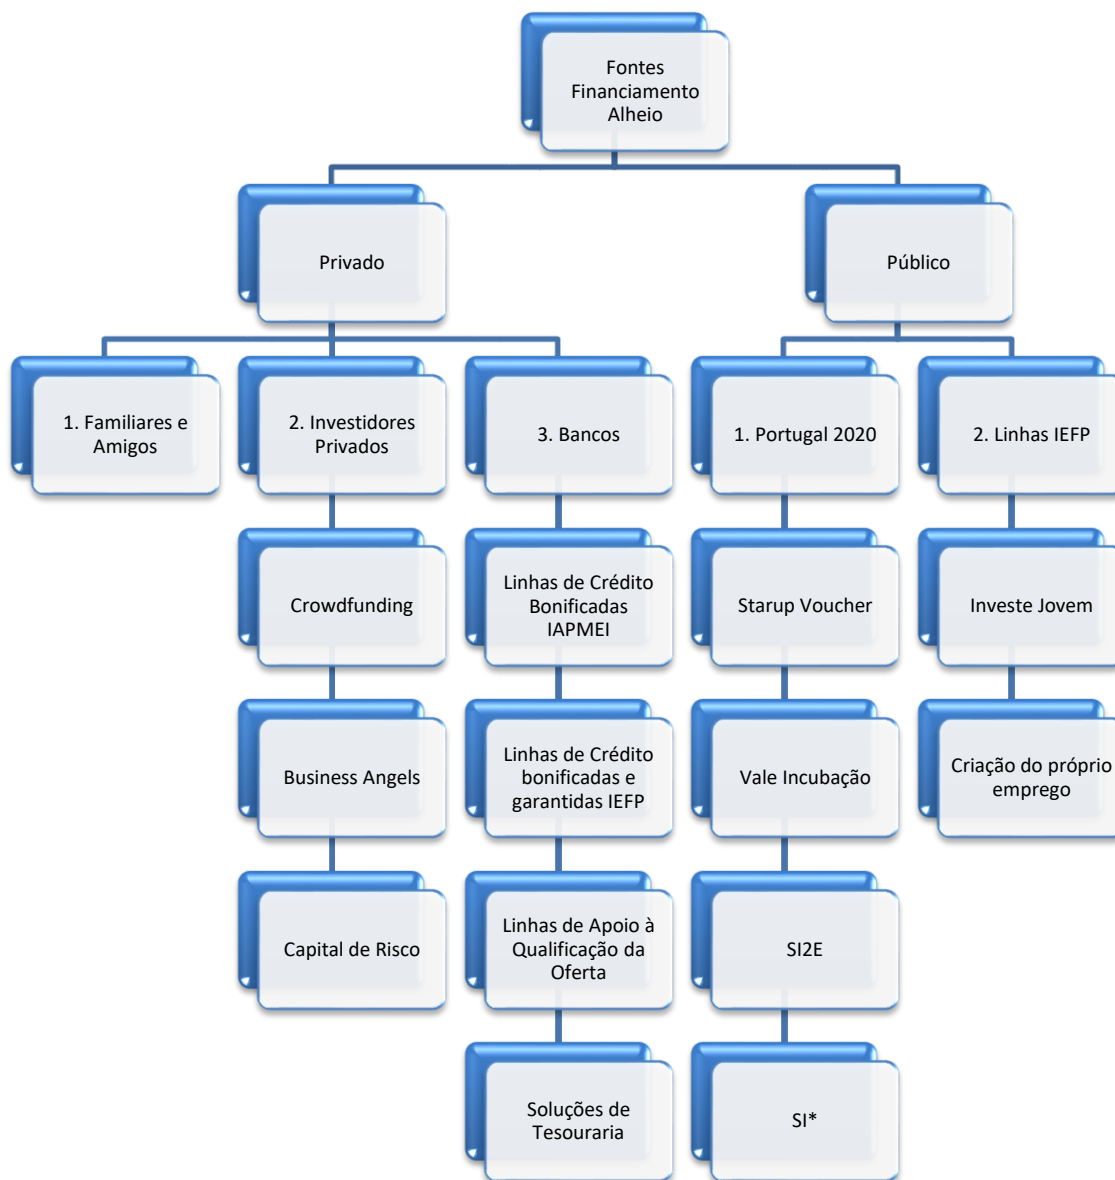 Fontes
Financiamento
Alheio
Privado
Público
1. Familiares e
Amigos
2. Investidores
Privados
3. Bancos
1. Portugal 2020
2. Linhas IEFP
Crowdfunding
Linhas de Crédito
Bonificadas
IAPMEI
Starup Voucher
Investe Jovem
Business Angels
Linhas de Crédito
bonificadas e
garantidas IEFP
Vale Incubação
Criação do próprio
emprego
Capital de Risco
Linhas de Apoio à
Qualificação da
Oferta
SI2E
Soluções de
Tesouraria
SI*